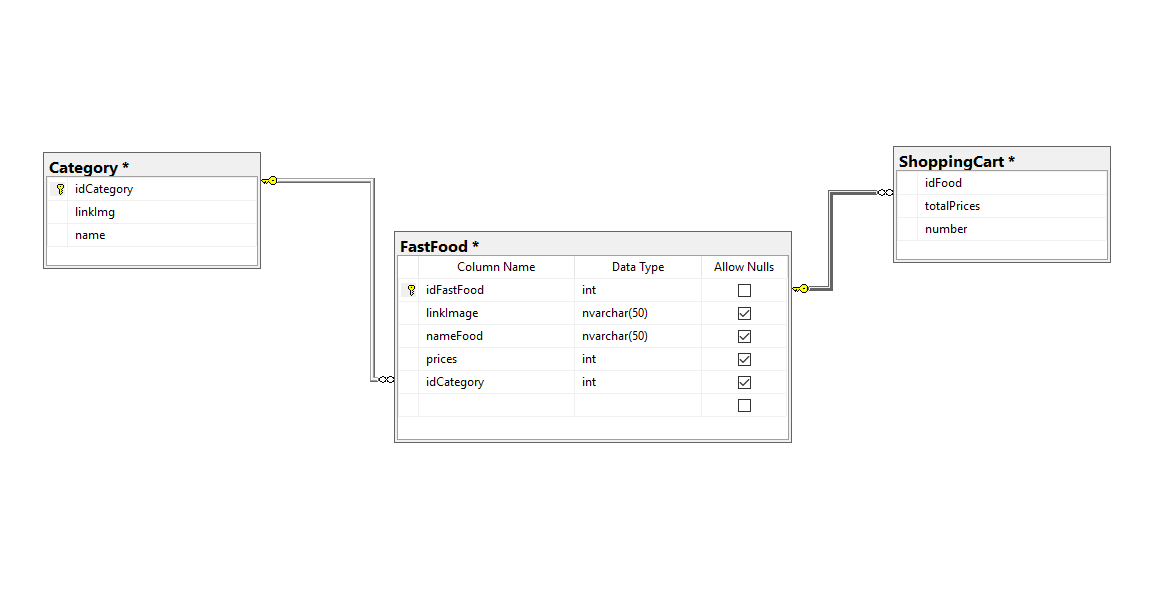 Category *
idCategory
linkImg
name
FastFood *
Column Name Data Type Allow Nulls
idFastFood int
linkImage nvarchar(50)
nameFood nvarchar(50)
prices int
idCategory int
ShoppingCart *
idFood
totalPrices
number